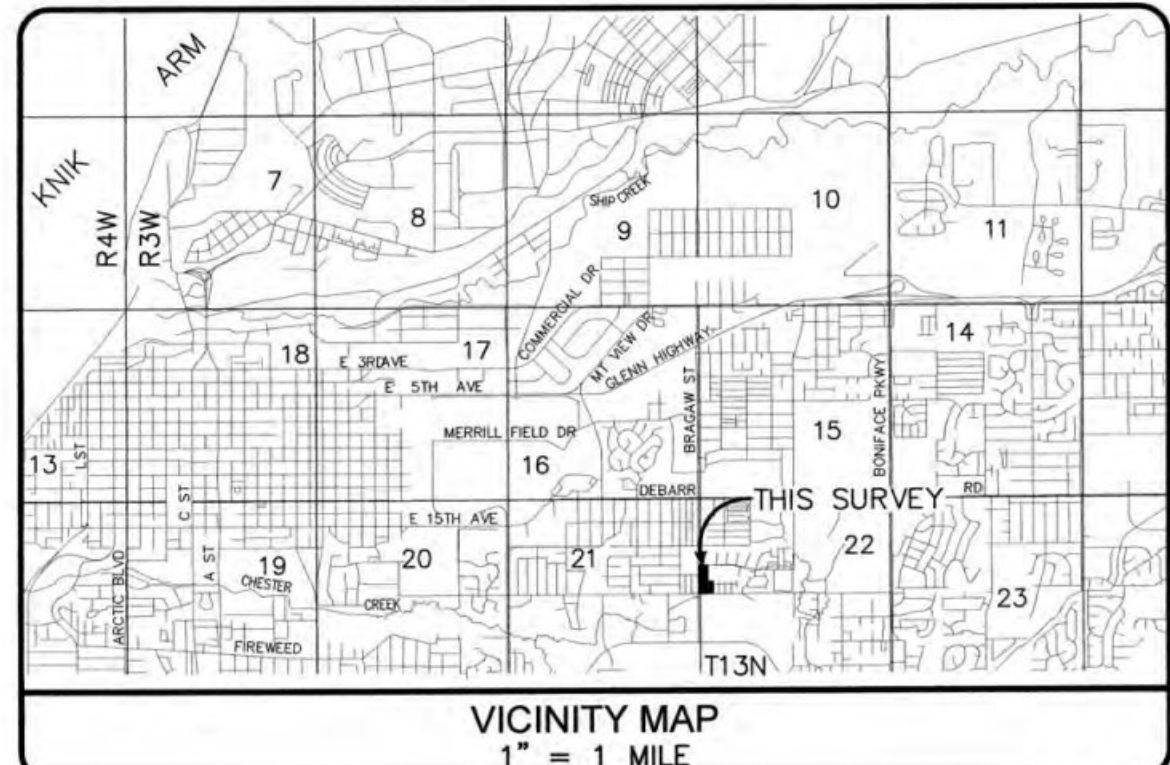 ARM
KNIK
R4W
R3W
7
8
9
10
11
SHIP CREEK
COMMERCIAL DR
MT VIEW DR
GLENN HIGHWAY
18
E 3RD AVE
17
E 5TH AVE
14
BRAGAW ST
BONIFACE PKWY
MERRILL FIELD DR
13
L ST
16
15
C ST
DEBARR
RD
THIS SURVEY
E 15TH AVE
ARCTIC BLVD
A ST
19
20
21
22
23
CHESTER
CREEK
FIREWEED
T13N
VICINITY MAP
1" = 1 MILE